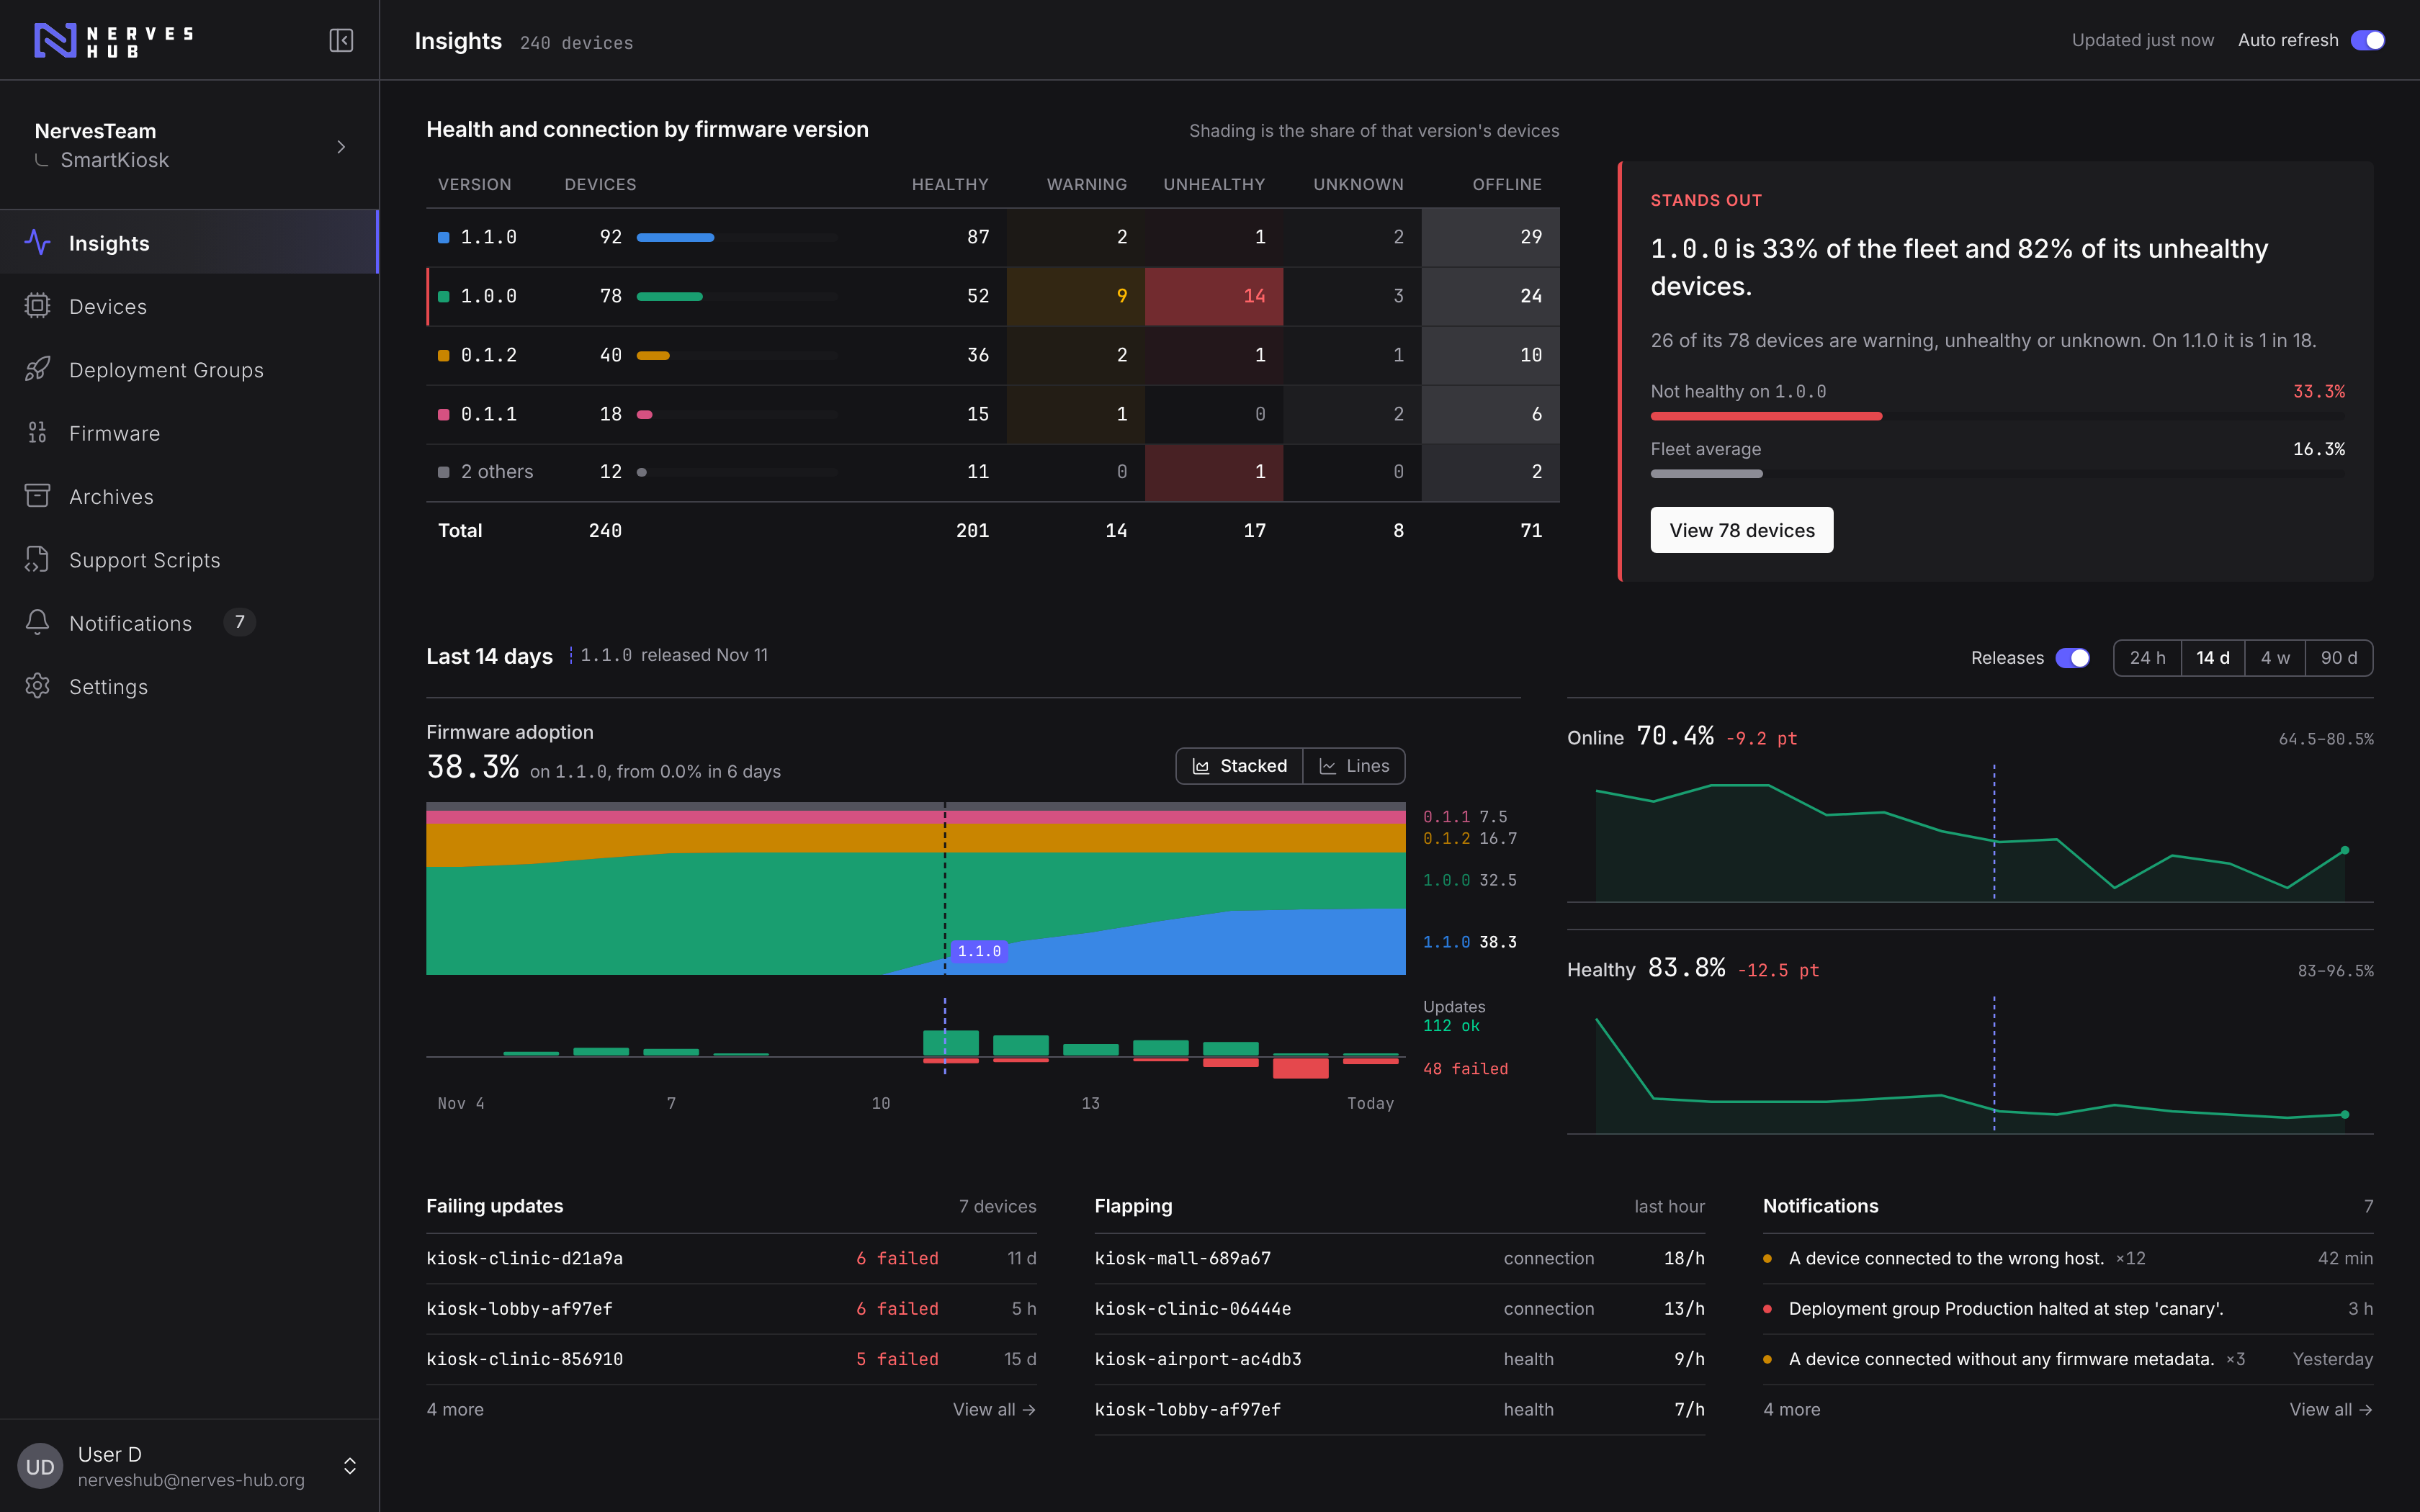 NERVES
HUB
Insights 240 devices
Updated just now Auto refresh
NervesTeam
SmartKiosk
Insights
Devices
Deployment Groups
01
10
Firmware
Archives
Support Scripts
Notifications 7
Settings
UD
User D
nerveshub@nerves-hub.org
Health and connection by firmware version
Shading is the share of that version's devices
VERSION DEVICES HEALTHY WARNING UNHEALTHY UNKNOWN OFFLINE
1.1.0 92 87 2 1 2 29
1.0.0 78 52 9 14 3 24
0.1.2 40 36 2 1 1 10
0.1.1 18 15 1 0 2 6
2 others 12 11 0 1 0 2
Total 240 201 14 17 8 71
STANDS OUT
1.0.0 is 33% of the fleet and 82% of its unhealthy
devices.
26 of its 78 devices are warning, unhealthy or unknown. On 1.1.0 it is 1 in 18.
Not healthy on 1.0.0 33.3%
Fleet average 16.3%
View 78 devices
Last 14 days 1.1.0 released Nov 11
Releases 24 h 14 d 4 w 90 d
Firmware adoption
38.3% on 1.1.0, from 0.0% in 6 days
Stacked Lines
0.1.1 7.5
0.1.2 16.7
1.0.0 32.5
1.1.0 38.3
1.1.0
Updates
112 ok
48 failed
Nov 4 7 10 13 Today
Online 70.4% -9.2 pt 64.5–80.5%
Healthy 83.8% -12.5 pt 83–96.5%
Failing updates 7 devices
kiosk-clinic-d21a9a 6 failed 11 d
kiosk-lobby-af97ef 6 failed 5 h
kiosk-clinic-856910 5 failed 15 d
4 more View all →
Flapping last hour
kiosk-mall-689a67 connection 18/h
kiosk-clinic-06444e connection 13/h
kiosk-airport-ac4db3 health 9/h
kiosk-lobby-af97ef health 7/h
Notifications 7
A device connected to the wrong host. ×12 42 min
Deployment group Production halted at step 'canary'. 3 h
A device connected without any firmware metadata. ×3 Yesterday
4 more View all →